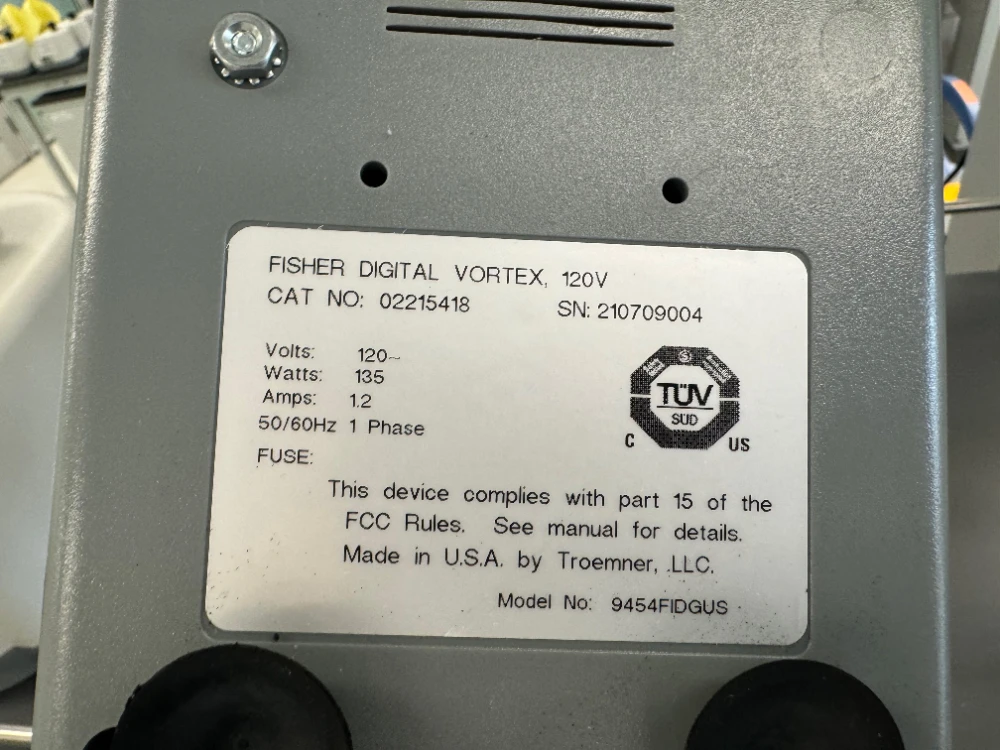 FISHER DIGITAL VORTEX, 120V
CAT NO: 02215418 SN: 210709004
Volts: 120~
Watts: 135
Amps: 1.2
50/60Hz 1 Phase
FUSE:
TÜV
SÜD
C US
This device complies with part 15 of the
FCC Rules. See manual for details.
Made in U.S.A. by Troemner, LLC.
Model No: 9454FIDGUS